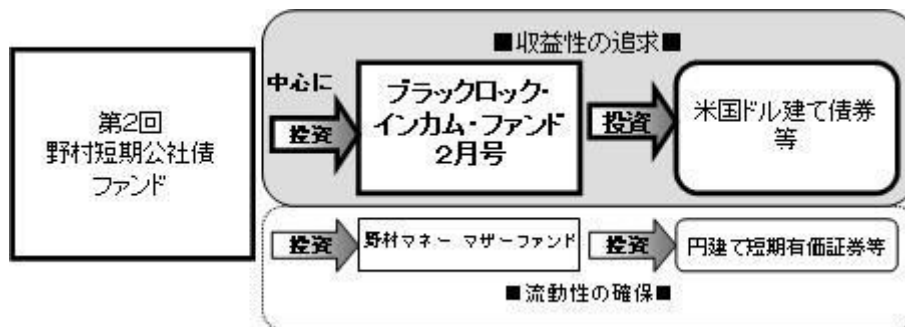 ■収益性の追求■
第2回
野村短期公社債
ファンド
中心に
投資
ブラックロック・
インカム・ファンド
2月号
投資
米国ドル建て債券
等
投資
野村マネー マザーファンド
投資
円建て短期有価証券等
■流動性の確保■